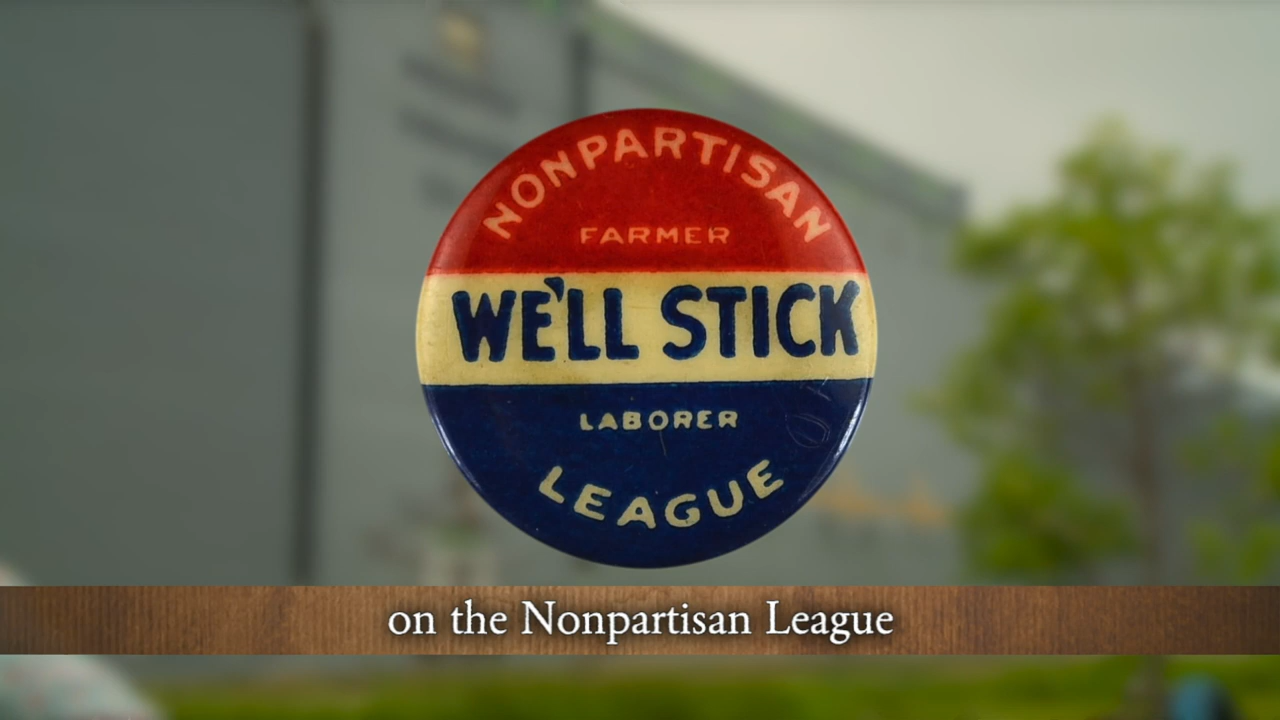 NONPARTISAN
FARMER
WE'LL STICK
LABORER
LEAGUE
on the Nonpartisan League